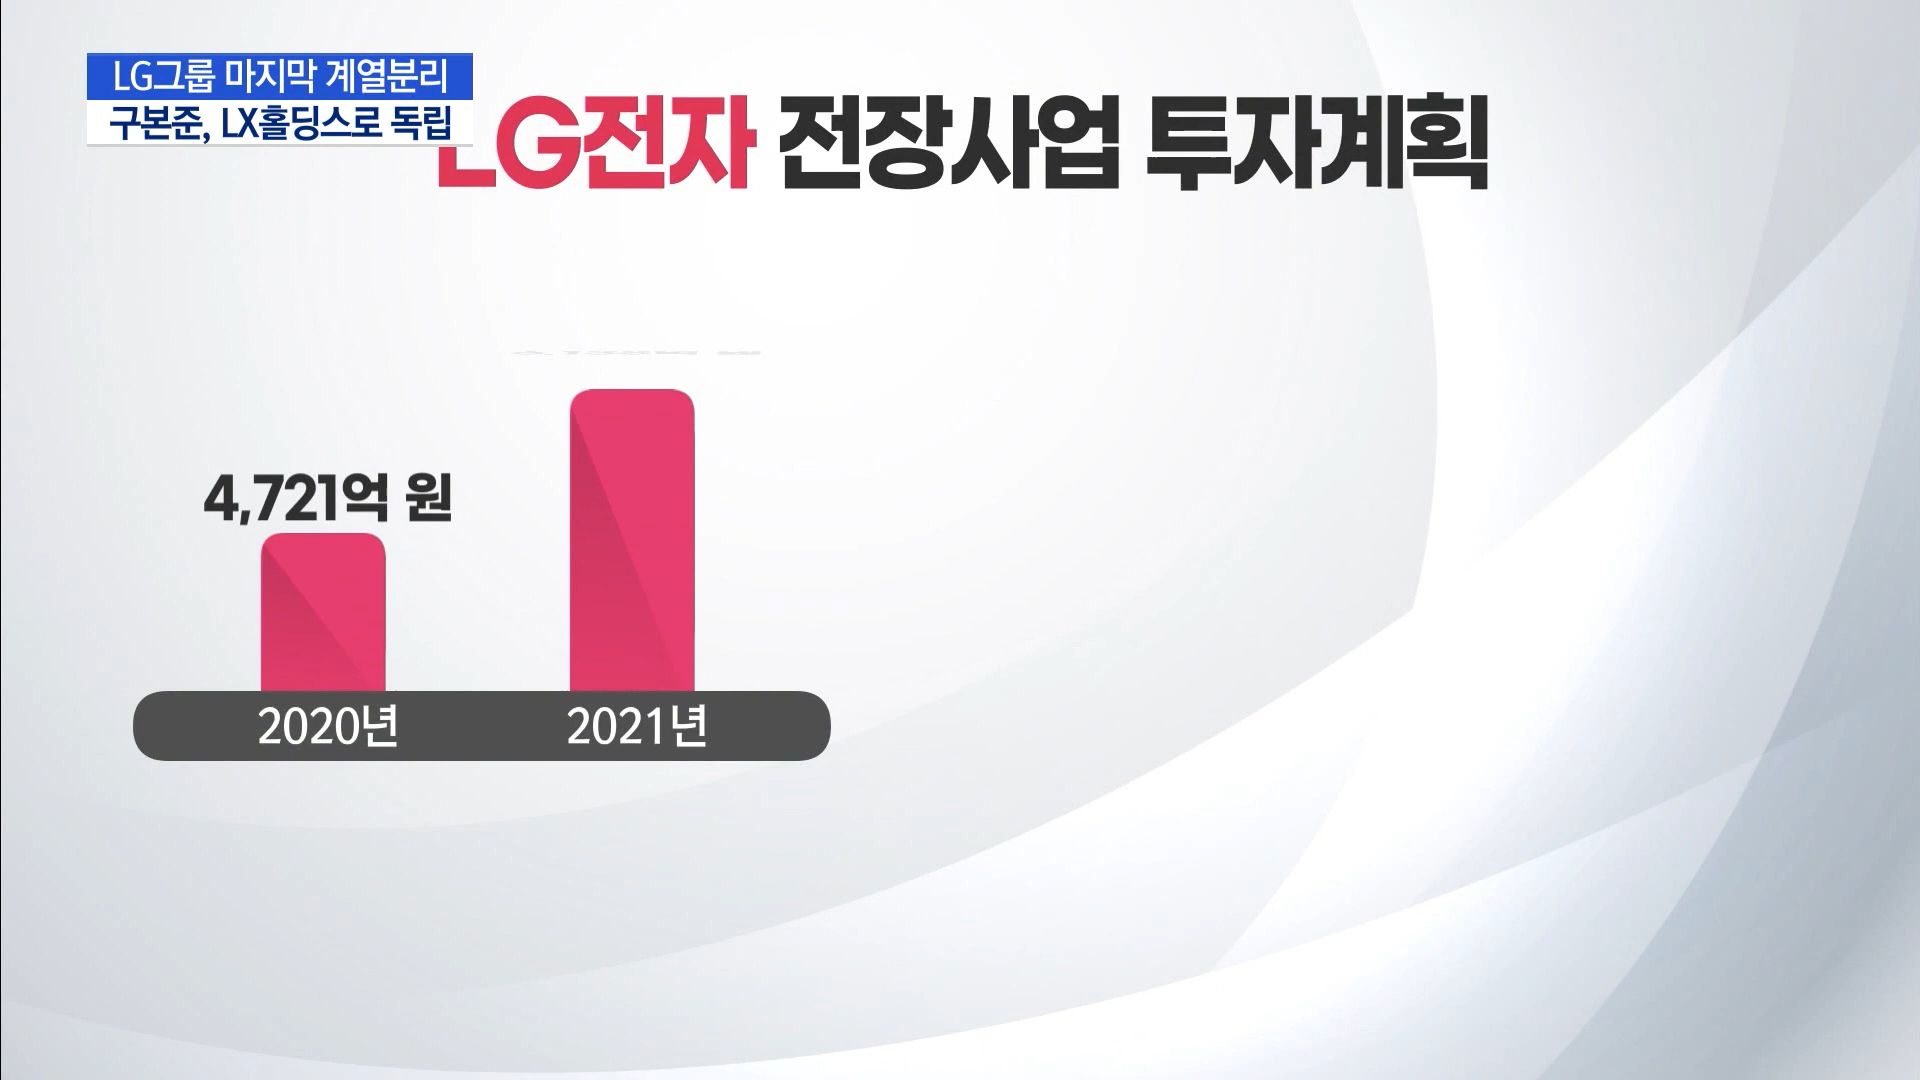 LG그룹 마지막 계열분리
구본준, LX홀딩스로 독립
LG전자 전장사업 투자계획
4,721억 원
2020년 2021년